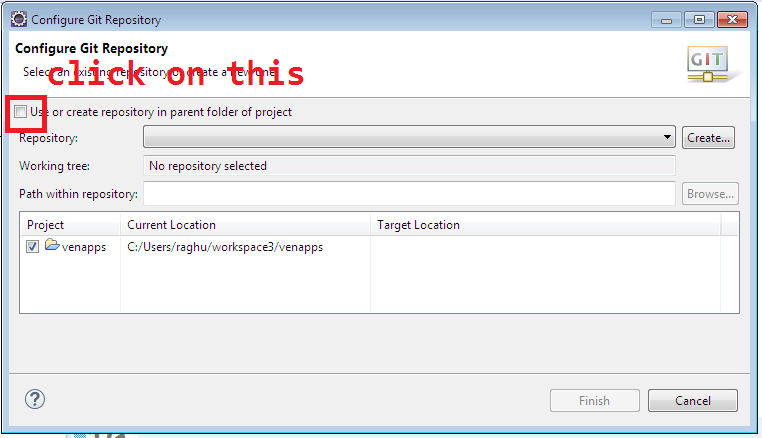 Configure Git Repository
Configure Git Repository
Select an existing repository or create a new one
GIT
click on this
Use or create repository in parent folder of project
Repository: Create...
Working tree: No repository selected
Path within repository: Browse...
Project Current Location Target Location
venapps C:/Users/raghu/workspace3/venapps
? Finish Cancel